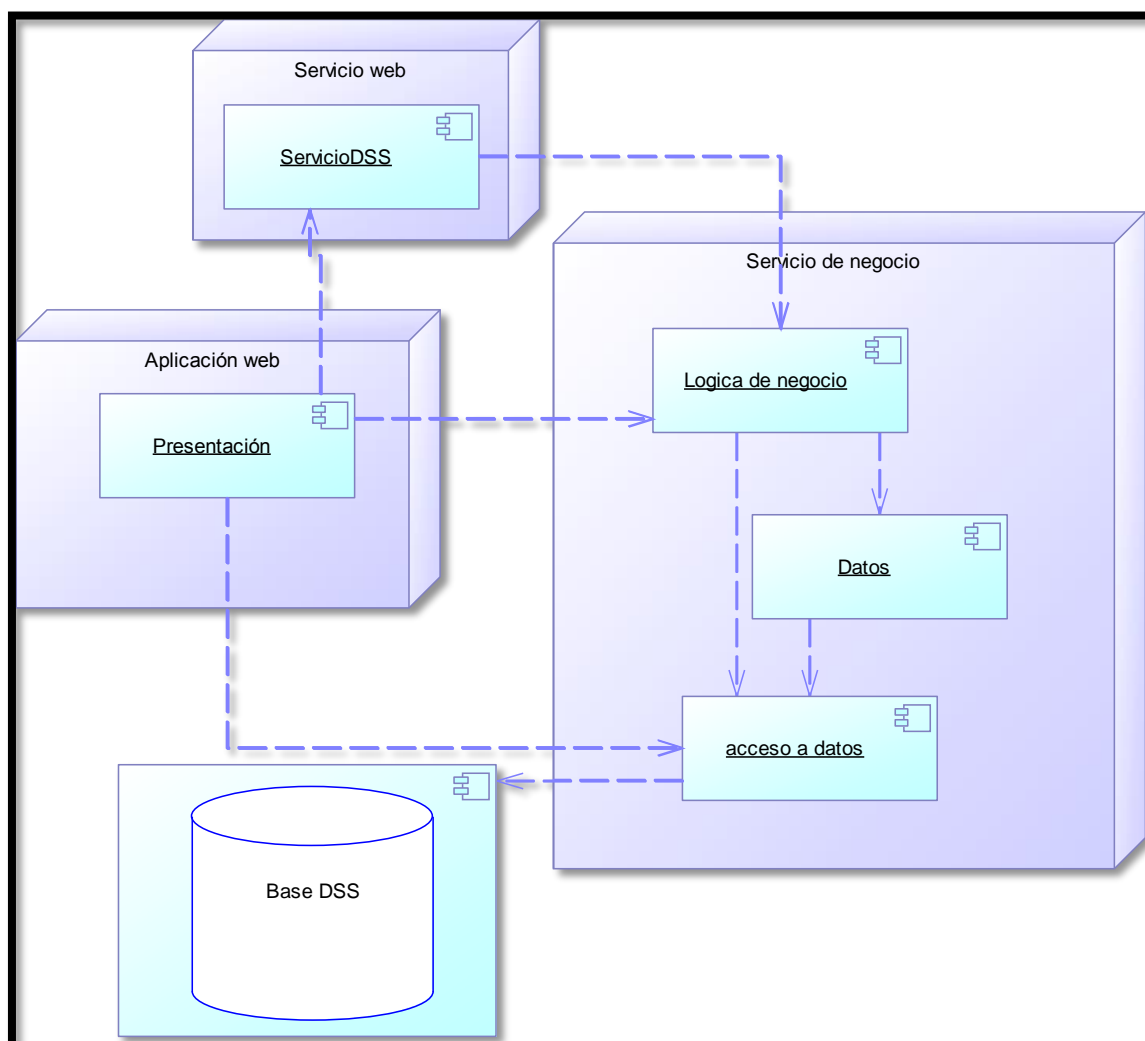 Servicio web
ServicioDSS
Servicio de negocio
Aplicación web
Logica de negocio
Presentación
Datos
acceso a datos
Base DSS